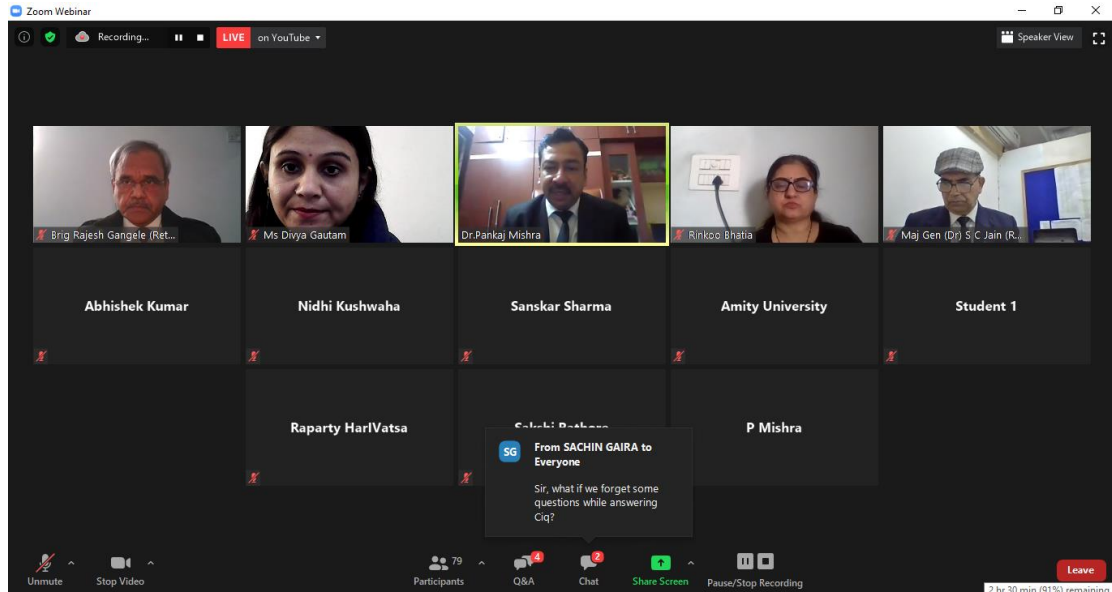 Zoom Webinar
Recording...
LIVE on YouTube
Speaker View
Brig Rajesh Gangele (Ret...
Ms Divya Gautam
Dr.Pankaj Mishra
Rinkoo Bhatia
Maj Gen (Dr) S C Jain (R...
Abhishek Kumar
Nidhi Kushwaha
Sanskar Sharma
Amity University
Student 1
Raparty HarIVatsa
Sakshi Rathore
P Mishra
SG
From SACHIN GAIRA to
Everyone
Sir, what if we forget some
questions while answering
Ciq?
Unmute
Stop Video
79
Participants
4
Q&A
2
Chat
Share Screen
Pause/Stop Recording
Leave
2 hr 30 min (91%) remaining